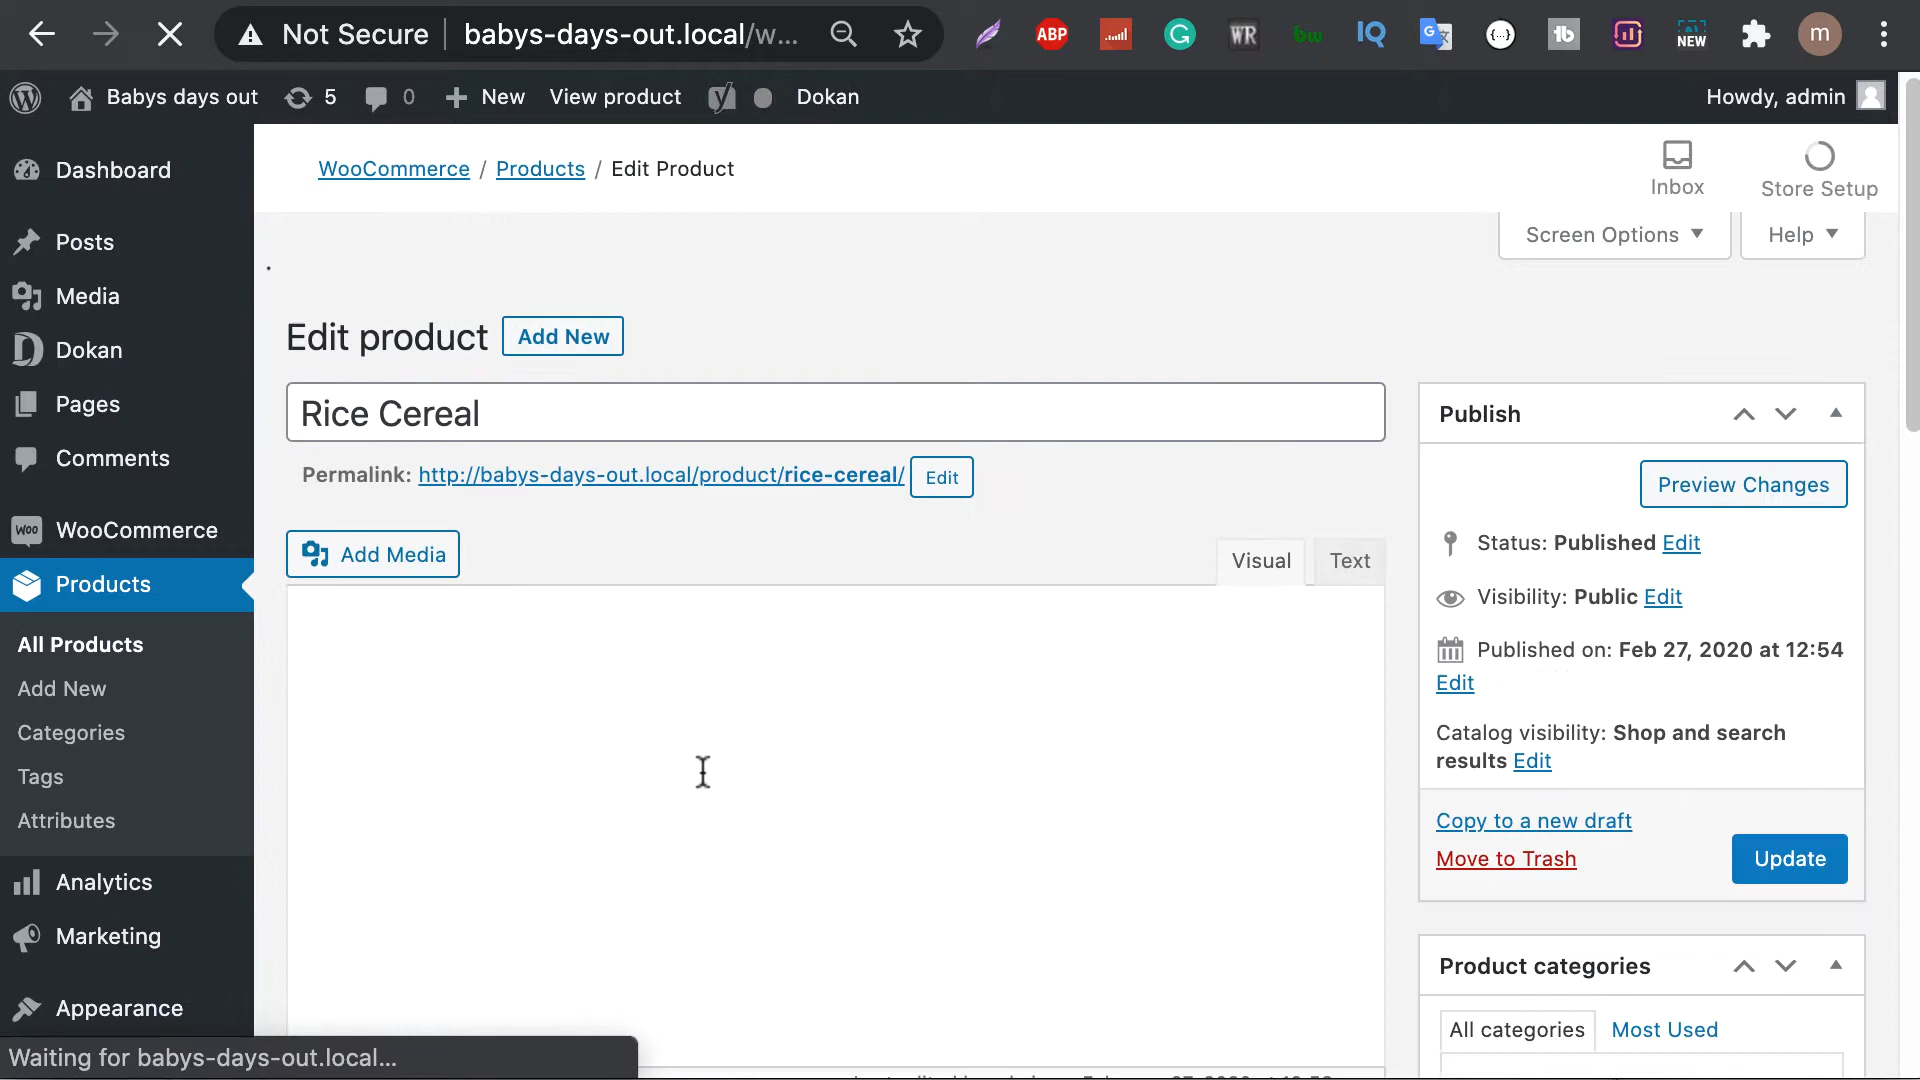 Not Secure
babys-days-out.local/w...
ABP
WR
bw
IQ
tb
NEW
m
Babys days out
5
0
New
View product
Dokan
Howdy, admin
Dashboard
Posts
Media
Dokan
Pages
Comments
WooCommerce
Products
All Products
Add New
Categories
Tags
Attributes
Analytics
Marketing
Appearance
WooCommerce / Products / Edit Product
Inbox
Store Setup
Screen Options
Help
Edit product
Add New
Rice Cereal
Permalink: http://babys-days-out.local/product/rice-cereal/ Edit
Add Media
Visual
Text
Publish
Preview Changes
Status: Published Edit
Visibility: Public Edit
Published on: Feb 27, 2020 at 12:54
Edit
Catalog visibility: Shop and search
results Edit
Copy to a new draft
Move to Trash
Update
Product categories
All categories
Most Used
Waiting for babys-days-out.local...